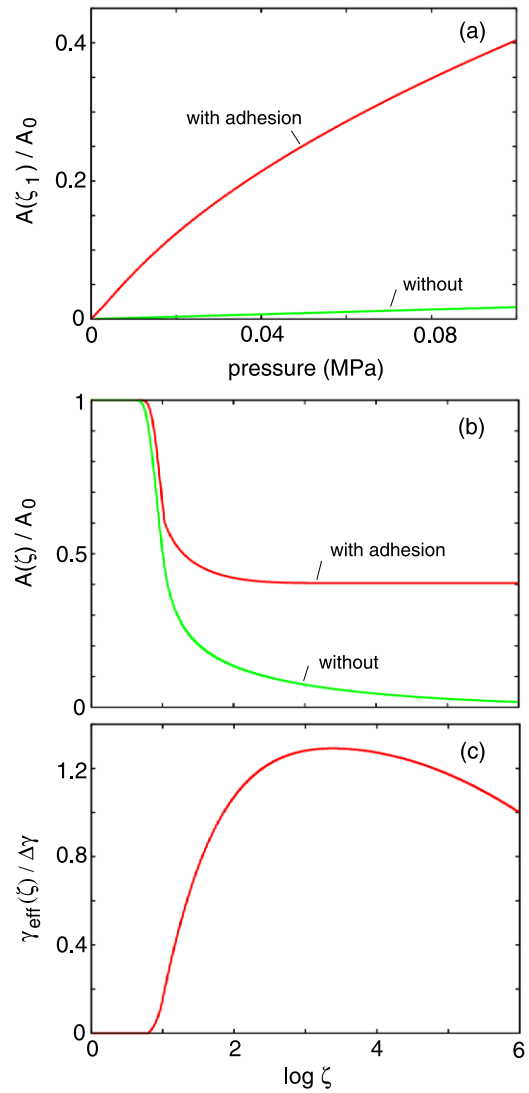 (a)
0.4
with adhesion
0.2
A(ζ₁) / A₀
without
0
0 0.04 0.08
pressure (MPa)
1
(b)
A(ζ) / A₀
0.5
with adhesion
without
0
(c)
1.2
γeff(ζ) / Δγ
0.8
0.4
0
0 2 4 6
log ζ